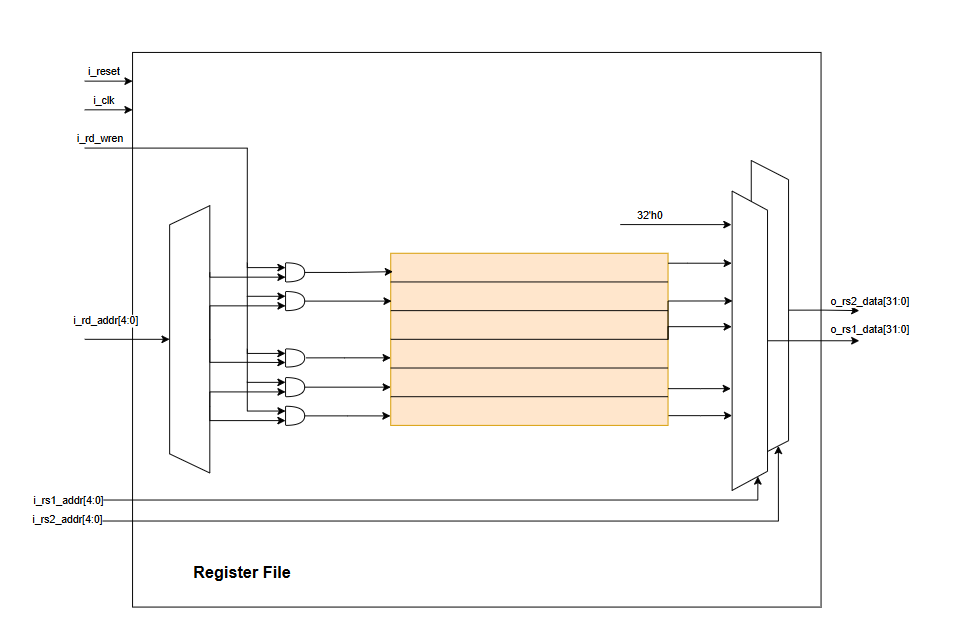 i_reset
i_clk
i_rd_wren
32'h0
o_rs2_data[31:0]
i_rd_addr[4:0]
o_rs1_data[31:0]
i_rs1_addr[4:0]
i_rs2_addr[4:0]
Register File